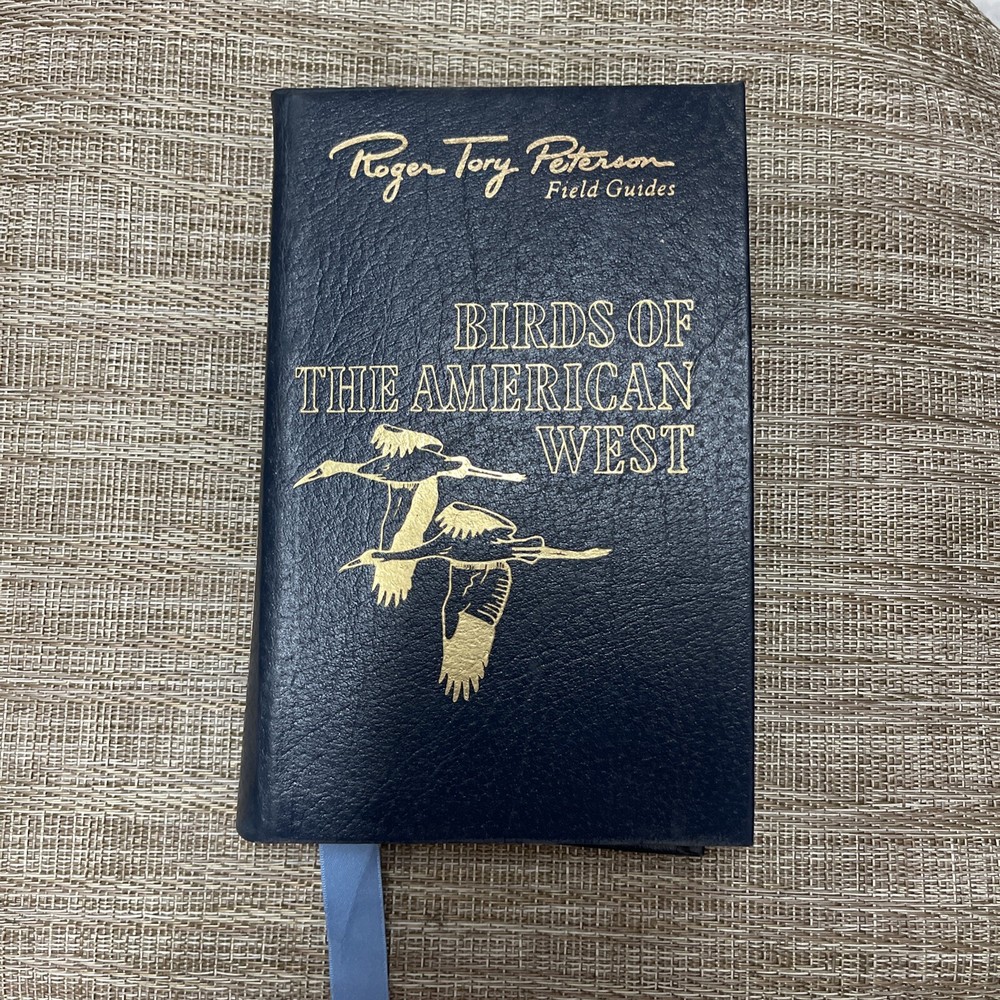 Roger Tory Peterson
Field Guides
BIRDS OF
THE AMERICAN
WEST